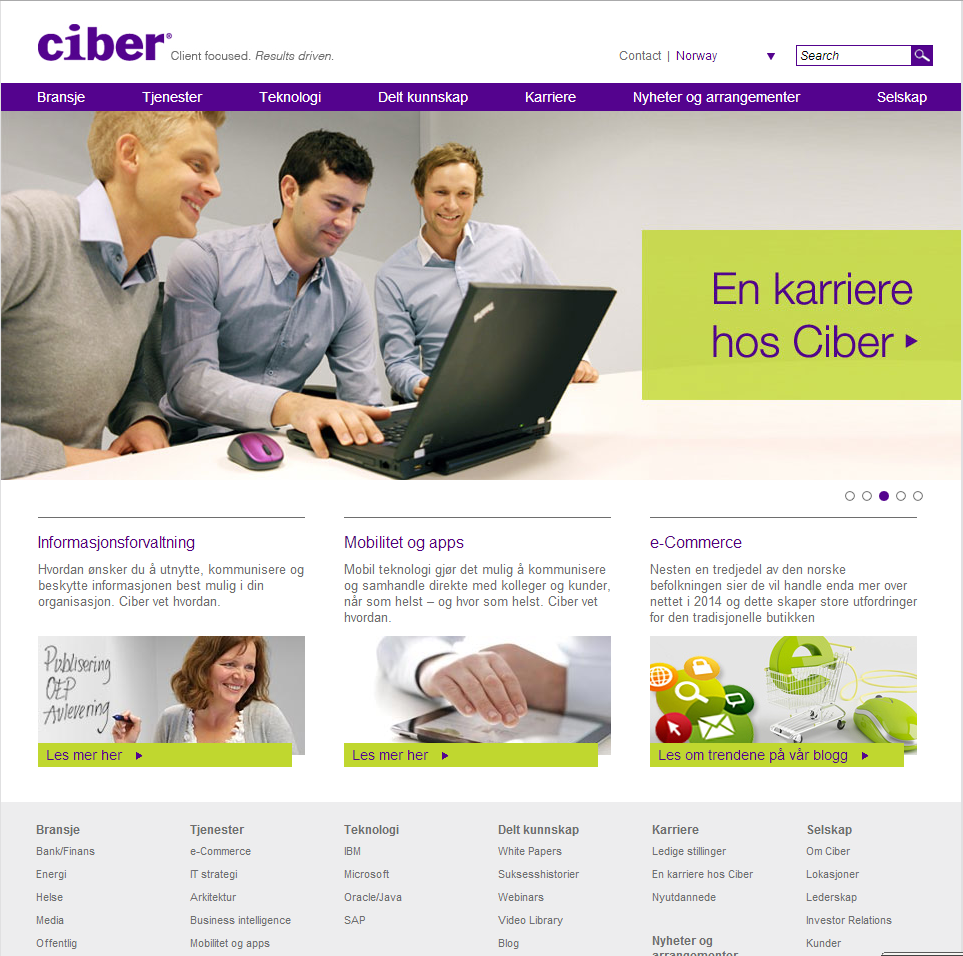 ciber®
Client focused. Results driven.
Contact | Norway
Search
Bransje
Tjenester
Teknologi
Delt kunnskap
Karriere
Nyheter og arrangementer
Selskap
En karriere
hos Ciber
Informasjonsforvaltning
Hvordan ønsker du å utnytte, kommunisere og
beskytte informasjonen best mulig i din
organisasjon. Ciber vet hvordan.
Publisering
OtP
Avlevering
Les mer her
Mobilitet og apps
Mobil teknologi gjør det mulig å kommunisere
og samhandle direkte med kolleger og kunder,
når som helst – og hvor som helst. Ciber vet
hvordan.
Les mer her
e-Commerce
Nesten en tredjedel av den norske
befolkningen sier de vil handle enda mer over
nettet i 2014 og dette skaper store utfordringer
for den tradisjonelle butikken
Les om trendene på vår blogg
Bransje
Bank/Finans
Energi
Helse
Media
Offentlig
Tjenester
e-Commerce
IT strategi
Arkitektur
Business intelligence
Mobilitet og apps
Teknologi
IBM
Microsoft
Oracle/Java
SAP
Delt kunnskap
White Papers
Suksesshistorier
Webinars
Video Library
Blog
Karriere
Ledige stillinger
En karriere hos Ciber
Nyutdannede
Nyheter og
arrangementer
Selskap
Om Ciber
Lokasjoner
Lederskap
Investor Relations
Kunder